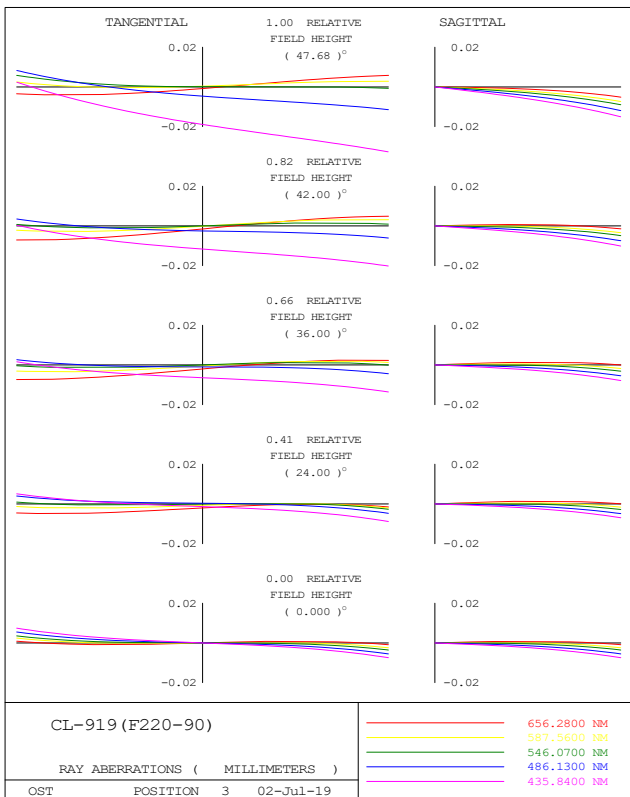 TANGENTIAL 1.00 RELATIVE SAGITTAL
FIELD HEIGHT
( 47.68 )°
0.02 0.02
-0.02 -0.02
0.82 RELATIVE
FIELD HEIGHT
( 42.00 )°
0.02 0.02
-0.02 -0.02
0.66 RELATIVE
FIELD HEIGHT
( 36.00 )°
0.02 0.02
-0.02 -0.02
0.41 RELATIVE
FIELD HEIGHT
( 24.00 )°
0.02 0.02
-0.02 -0.02
0.00 RELATIVE
FIELD HEIGHT
( 0.000 )°
0.02 0.02
-0.02 -0.02
CL-919(F220-90)
RAY ABERRATIONS ( MILLIMETERS )
OST POSITION 3 02-Jul-19
656.2800 NM
587.5600 NM
546.0700 NM
486.1300 NM
435.8400 NM